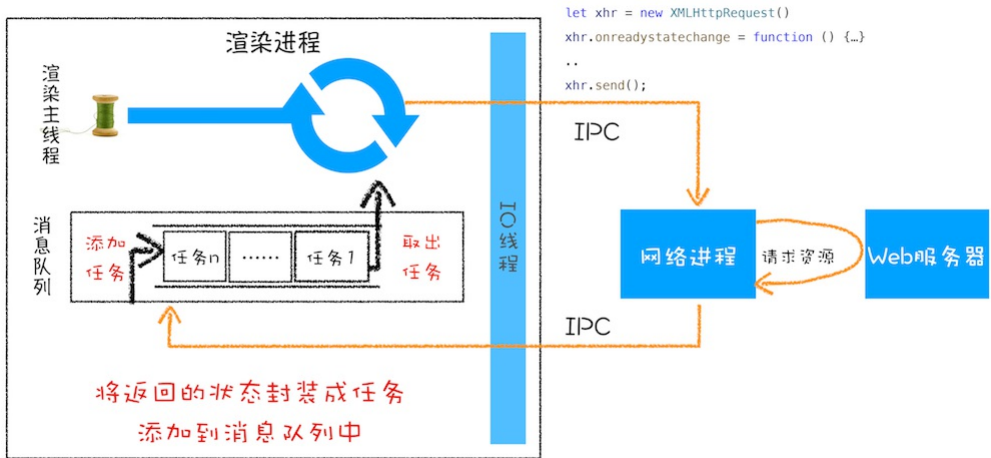 let xhr = new XMLHttpRequest()
xhr.onreadystatechange = function () {…}
..
xhr.send();
渲染进程
渲染主线程
IPC
消息队列
添加
任务
任务n
……
任务1
取出
任务
IO线程
网络进程
请求资源
Web服务器
IPC
将返回的状态封装成任务
添加到消息队列中